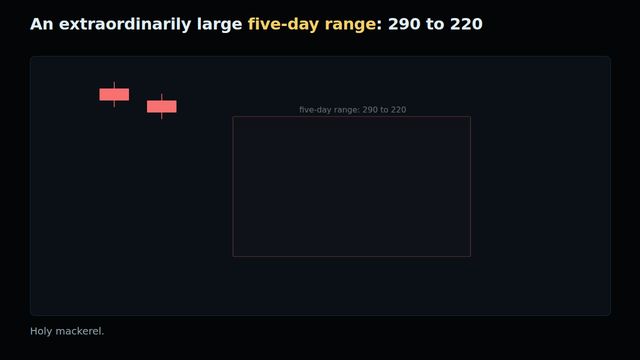 An extraordinarily large five-day range: 290 to 220
five-day range: 290 to 220
Holy mackerel.